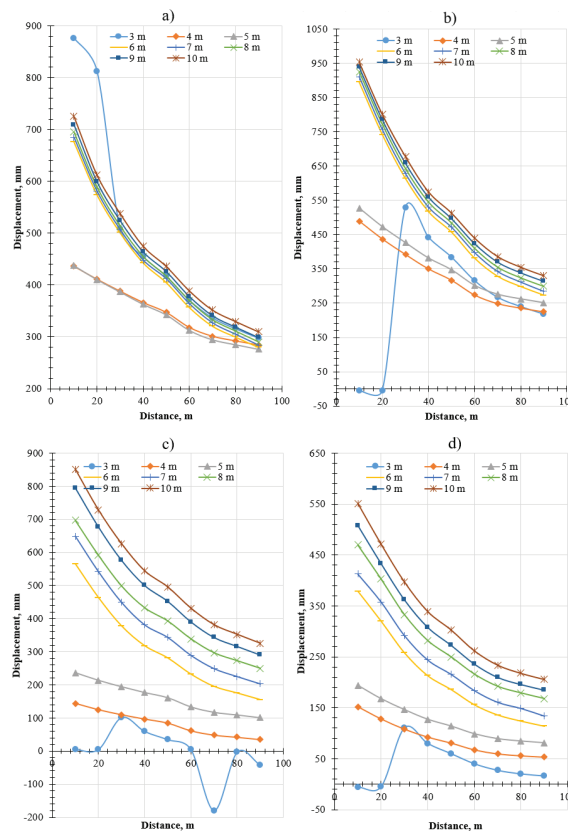 a)
3 m 4 m 5 m
6 m 7 m 8 m
9 m 10 m
900
800
700
600
500
400
300
200
0 20 40 60 80 100
Displacement, mm
Distance, m
b)
3 m 4 m 5 m
6 m 7 m 8 m
9 m 10 m
1050
950
850
750
650
550
450
350
250
150
50
-50
0 20 40 60 80 100
Displacement, mm
Distance, m
c)
3 m 4 m 5 m
6 m 7 m 8 m
9 m 10 m
900
800
700
600
500
400
300
200
100
0
-100
-200
0 20 40 60 80 100
Displacement, mm
Distance, m
d)
3 m 4 m 5 m
6 m 7 m 8 m
9 m 10 m
650
550
450
350
250
150
50
-50
0 20 40 60 80 100
Displacement, mm
Distance, m